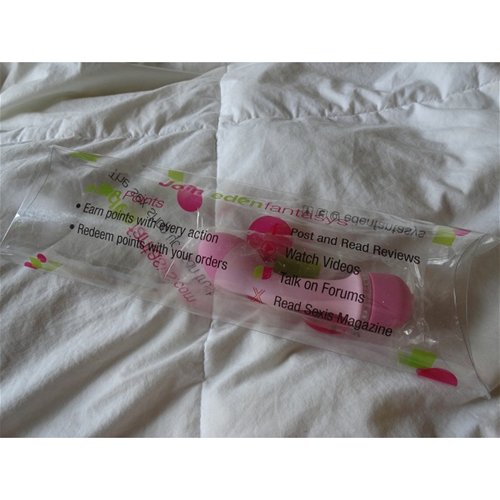 Join edenfantasys
Points
• Earn points with every action
• Redeem points with your orders
Post and Read Reviews
Watch Videos
Talk on Forums
Read Sexis Magazine
edenfantasys